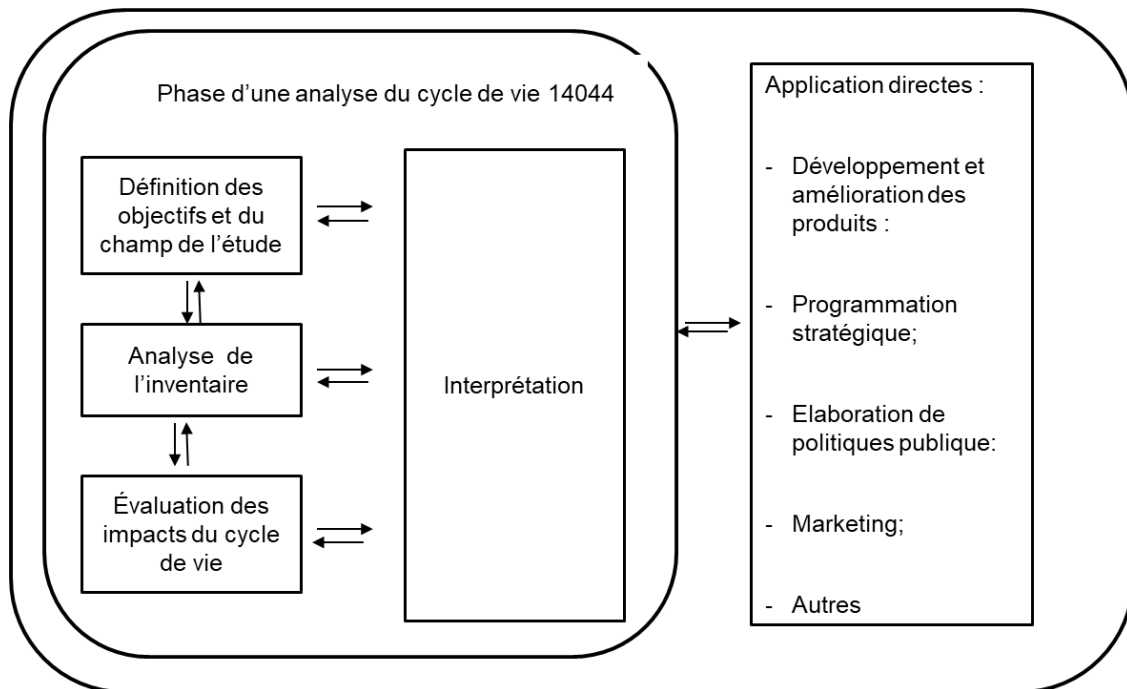 Phase d'une analyse du cycle de vie 14044
Définition des
objectifs et du
champ de l'étude
Analyse de
l'inventaire
Évaluation des
impacts du cycle
de vie
Interprétation
Application directes :
- Développement et
amélioration des
produits :
- Programmation
stratégique;
- Elaboration de
politiques publique:
- Marketing;
- Autres